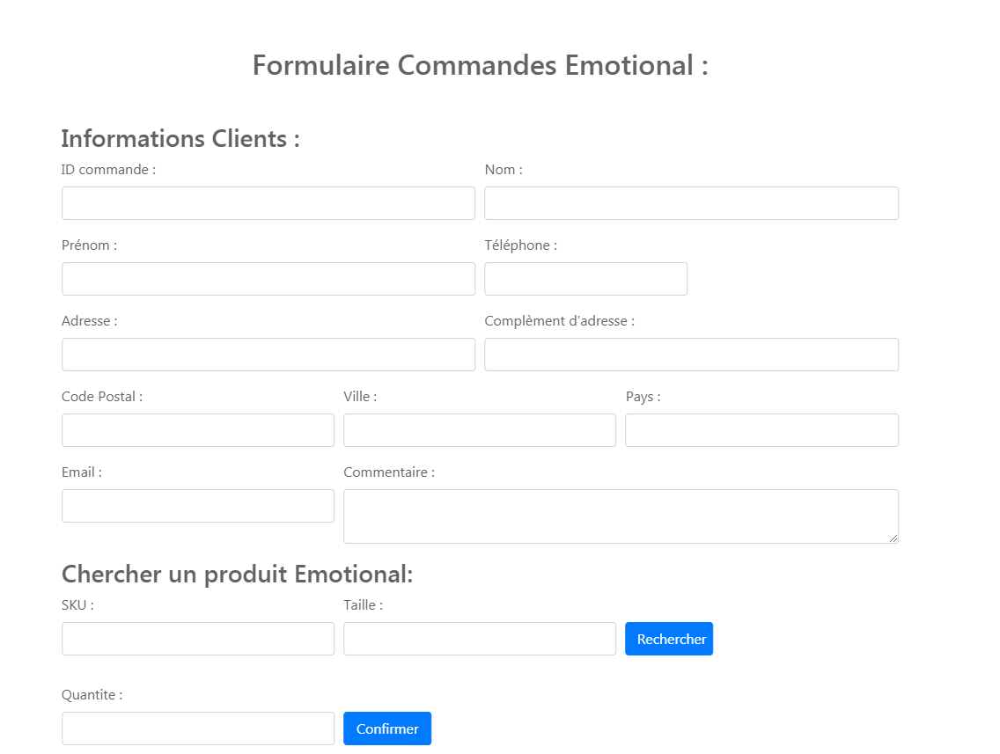 Formulaire Commandes Emotional :
Informations Clients :
ID commande : Nom :
Prénom : Téléphone :
Adresse : Complèment d'adresse :
Code Postal : Ville : Pays :
Email : Commentaire :
Chercher un produit Emotional:
SKU : Taille :
Rechercher
Quantite :
Confirmer